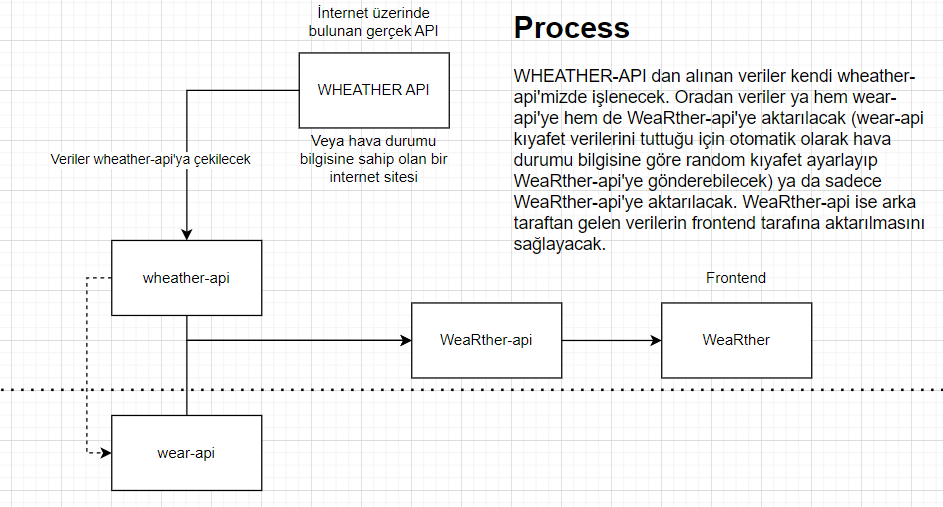 İnternet üzerinde
bulunan gerçek API
WHEATHER API
Veya hava durumu
bilgisine sahip olan bir
internet sitesi
Veriler wheather-api'ya çekilecek
Process
WHEATHER-API dan alınan veriler kendi wheather-
api'mizde işlenecek. Oradan veriler ya hem wear-
api'ye hem de WeaRther-api'ye aktarılacak (wear-api
kıyafet verilerini tuttuğu için otomatik olarak hava
durumu bilgisine göre random kıyafet ayarlayıp
WeaRther-api'ye gönderebilecek) ya da sadece
WeaRther-api'ye aktarılacak. WeaRther-api ise arka
taraftan gelen verilerin frontend tarafına aktarılmasını
sağlayacak.
wheather-api
Frontend
WeaRther-api
WeaRther
wear-api